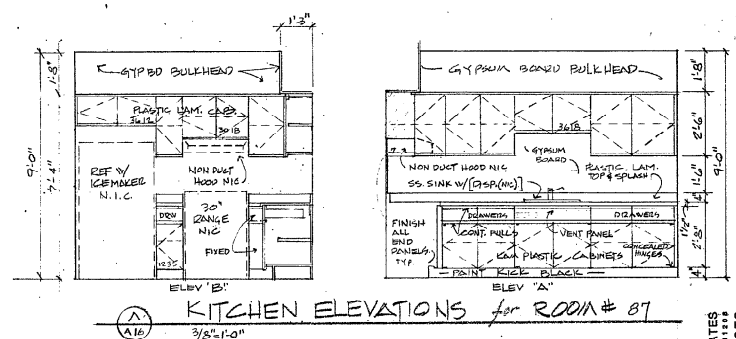 1'-3"
GYP BD BULKHEAD
1'-8"
PLASTIC LAM. CABS.
3612
3018
9'-0"
7'-4"
REF W/
ICEMAKER
N.I.C.
NON DUCT
HOOD NIC
30"
RANGE
NIC
DRW
FIXED
ELEV "B"
GYPSUM BOARD BULKHEAD
1'-8"
3618
2'-6"
9'-0"
NON DUCT HOOD NIC
GYPSUM
BOARD
PLASTIC LAM.
TOP & SPLASH
SS. SINK W/[DISP.(NIC)]
1'-6"
4"
DRAWERS
DRAWERS
FINISH
ALL
END
PANELS
TYP
CONT. PULLS
VENT PANEL
LAM PLASTIC CABINETS
CONCEALED
HINGES
1½"
2'-8"
PAINT KICK BLACK
4"
ELEV "A"
KITCHEN ELEVATIONS for ROOM # 87
A
A16
3/8"=1'-0"